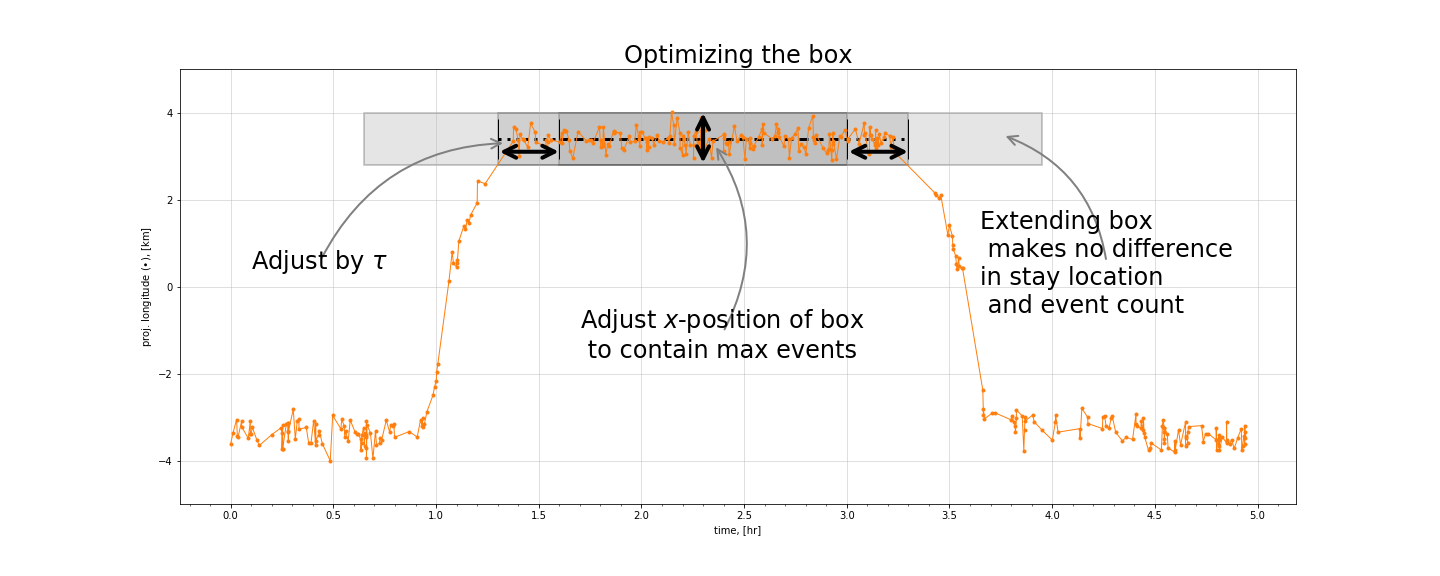 Optimizing the box
4
2
0
−2
−4
proj. longitude (•), [km]
Adjust by τ
Adjust x-position of box
to contain max events
Extending box
makes no difference
in stay location
and event count
0.0 0.5 1.0 1.5 2.0 2.5 3.0 3.5 4.0 4.5 5.0
time, [hr]